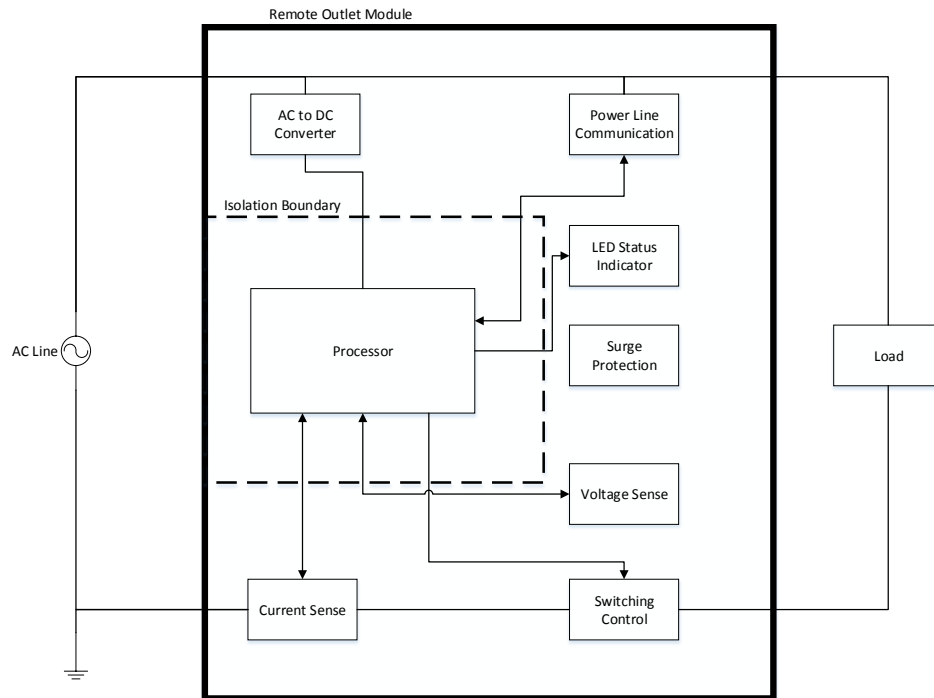 Remote Outlet Module
AC to DC
Converter
Power Line
Communication
Isolation Boundary
LED Status
Indicator
Processor
Surge
Protection
AC Line
Load
Voltage Sense
Current Sense
Switching
Control